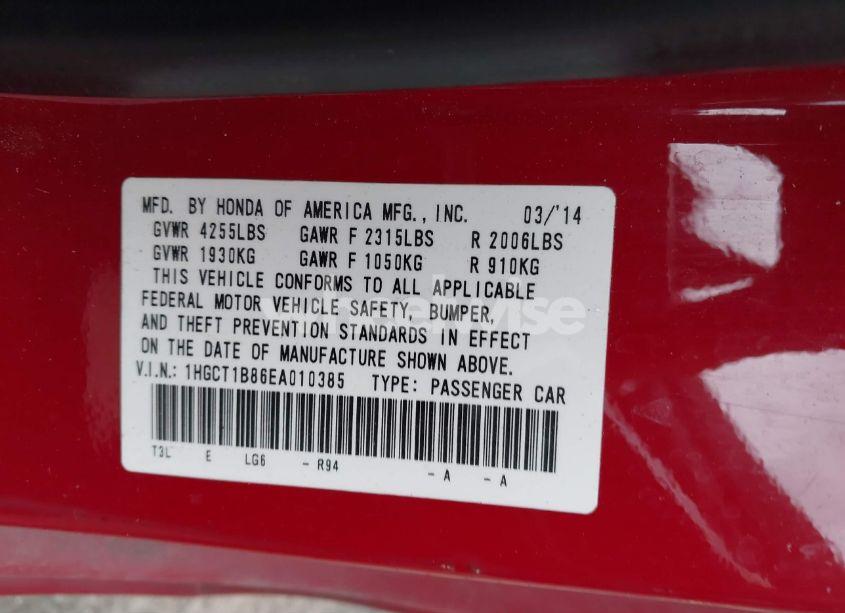 MFD. BY HONDA OF AMERICA MFG., INC. 03/'14
GVWR 4255LBS GAWR F 2315LBS R 2006LBS
GVWR 1930KG GAWR F 1050KG R 910KG
THIS VEHICLE CONFORMS TO ALL APPLICABLE
FEDERAL MOTOR VEHICLE SAFETY, BUMPER,
AND THEFT PREVENTION STANDARDS IN EFFECT
ON THE DATE OF MANUFACTURE SHOWN ABOVE.
V.I.N.: 1HGCT1B86EA010385 TYPE: PASSENGER CAR
T3L E LG6 - R94 - A - A